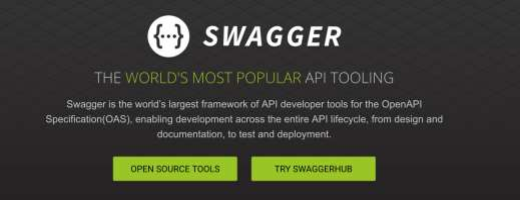 {···} SWAGGER
THE WORLD'S MOST POPULAR API TOOLING
Swagger is the world's largest framework of API developer tools for the OpenAPI
Specification(OAS), enabling development across the entire API lifecycle, from design and
documentation, to test and deployment.
OPEN SOURCE TOOLS TRY SWAGGERHUB